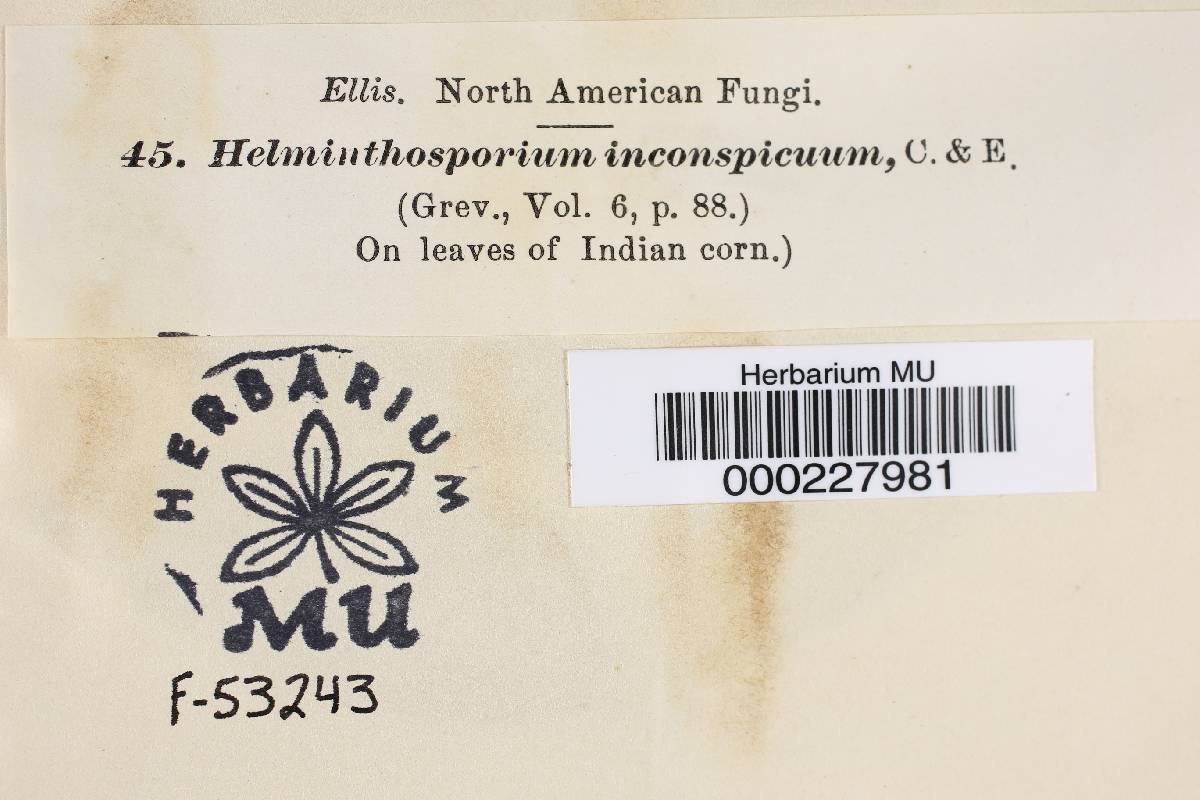 Ellis. North American Fungi.
45. Helminthosporium inconspicuum, C. & E.
(Grev., Vol. 6, p. 88.)
On leaves of Indian corn.)
HERBARIUM
MU
F-53243
Herbarium MU
000227981